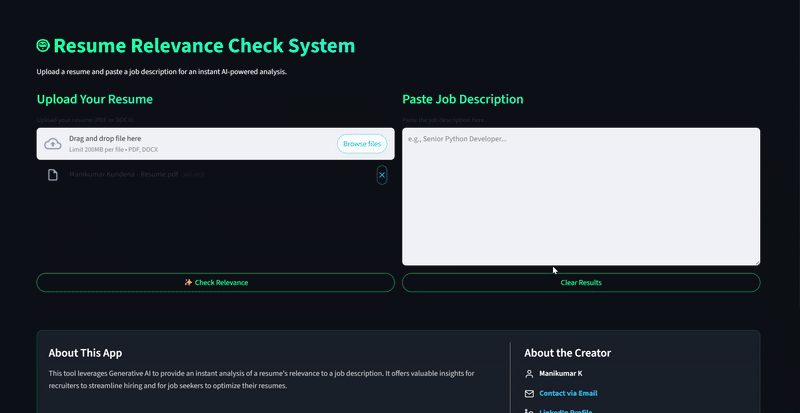 Resume Relevance Check System
Upload a resume and paste a job description for an instant AI-powered analysis.
Upload Your Resume
Upload your resume (PDF or DOCX)
Drag and drop file here
Limit 200MB per file • PDF, DOCX
Browse files
Manikumar Kundena - Resume.pdf
Paste Job Description
Paste the job description here
e.g., Senior Python Developer...
✨ Check Relevance
Clear Results
About This App
This tool leverages Generative AI to provide an instant analysis of a resume's relevance to a job description. It offers valuable insights for
recruiters to streamline hiring and for job seekers to optimize their resumes.
About the Creator
Manikumar K
Contact via Email
LinkedIn Profile